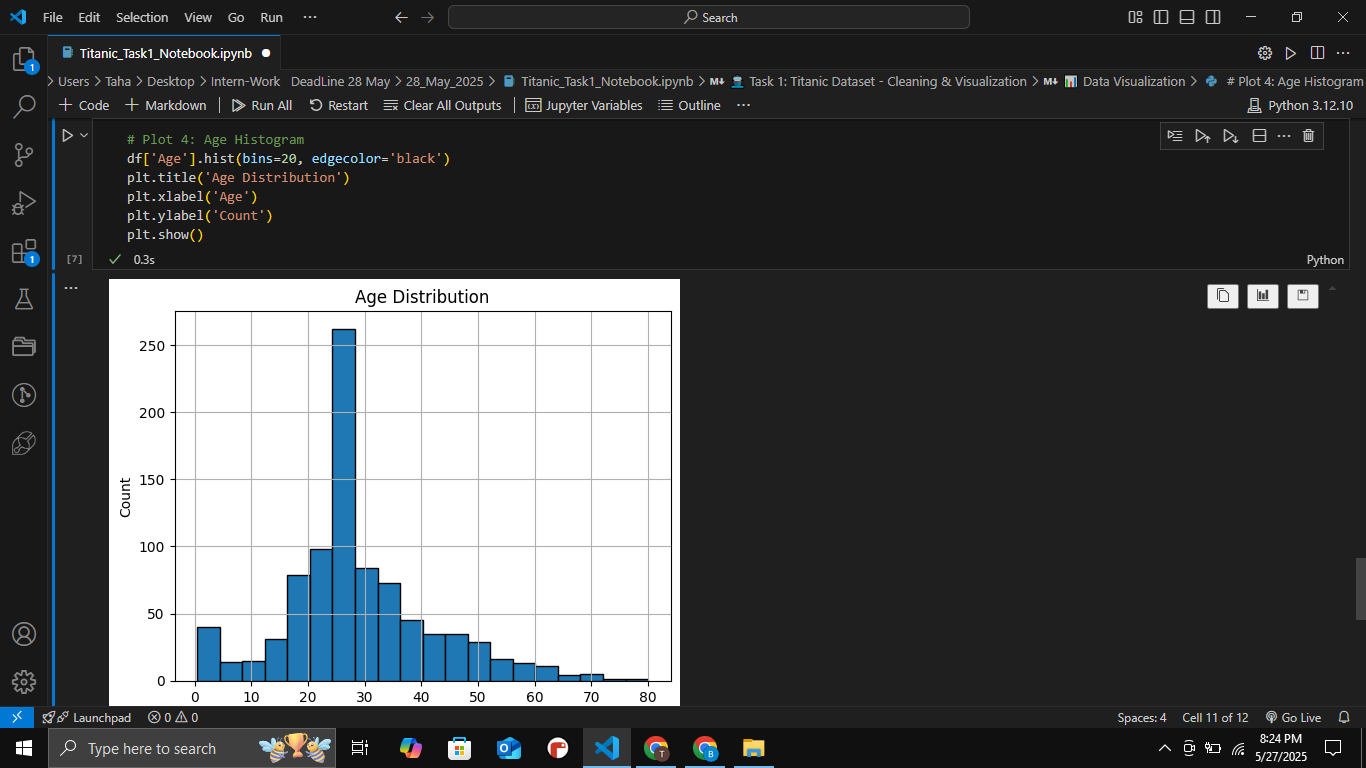 File Edit Selection View Go Run ··· Search
Titanic_Task1_Notebook.ipynb
Users > Taha > Desktop > Intern-Work DeadLine 28 May > 28_May_2025 > Titanic_Task1_Notebook.ipynb > M↓ Task 1: Titanic Dataset - Cleaning & Visualization > M↓ Data Visualization > # Plot 4: Age Histogram
+ Code + Markdown Run All Restart Clear All Outputs Jupyter Variables Outline ··· Python 3.12.10
# Plot 4: Age Histogram
df['Age'].hist(bins=20, edgecolor='black')
plt.title('Age Distribution')
plt.xlabel('Age')
plt.ylabel('Count')
plt.show()
[7] 0.3s Python
Age Distribution
250
200
150
100
50
0
Count
0 10 20 30 40 50 60 70 80
1
1
Launchpad 0 0 Spaces: 4 Cell 11 of 12 Go Live
Type here to search
T
B
8:24 PM
5/27/2025